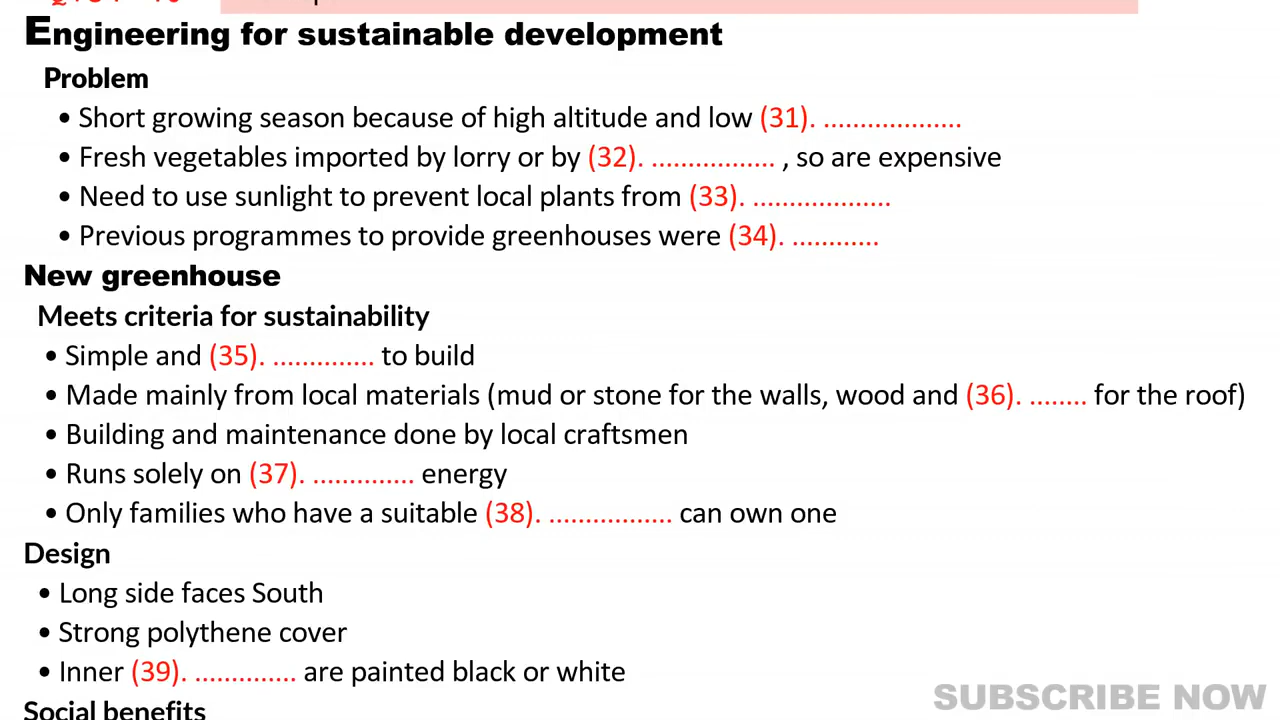 Engineering for sustainable development
Problem
• Short growing season because of high altitude and low (31). ...................
• Fresh vegetables imported by lorry or by (32). ................. , so are expensive
• Need to use sunlight to prevent local plants from (33). ...................
• Previous programmes to provide greenhouses were (34). ............
New greenhouse
Meets criteria for sustainability
• Simple and (35). .............. to build
• Made mainly from local materials (mud or stone for the walls, wood and (36). ........ for the roof)
• Building and maintenance done by local craftsmen
• Runs solely on (37). .............. energy
• Only families who have a suitable (38). ................. can own one
Design
• Long side faces South
• Strong polythene cover
• Inner (39). .............. are painted black or white
Social benefits
SUBSCRIBE NOW